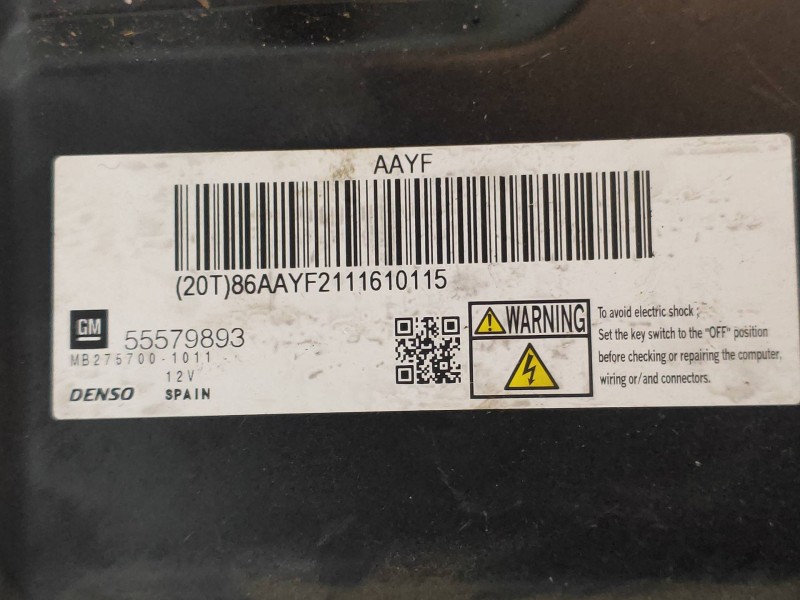 AAYF
(20T)86AAYF2111610115
GM
55579893
MB275700-1011
12V
DENSO SPAIN
WARNING
To avoid electric shock ;
Set the key switch to the "OFF" position
before checking or repairing the computer,
wiring or/and connectors.